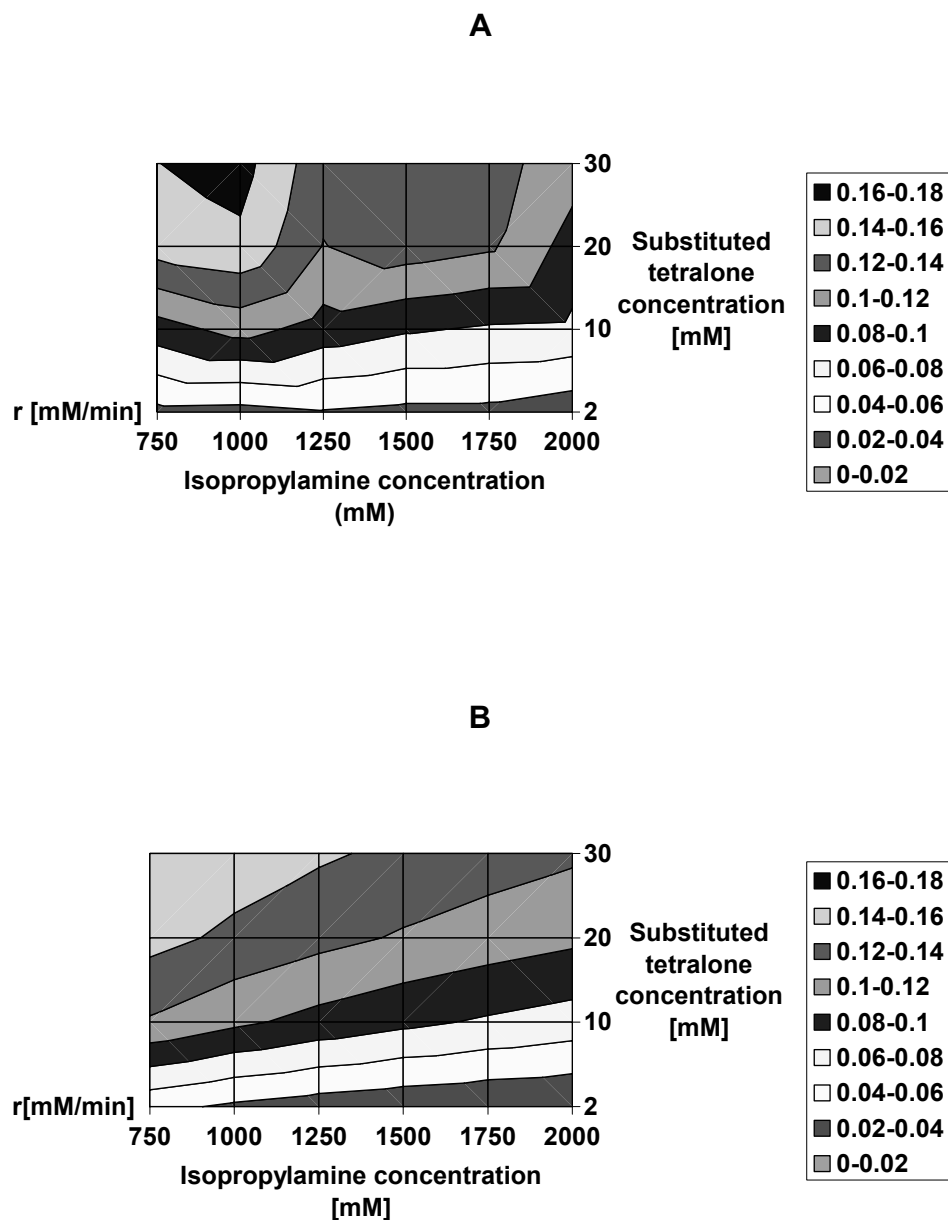 A
30
20
10
2
Substituted
tetralone
concentration
[mM]
0.16-0.18
0.14-0.16
0.12-0.14
0.1-0.12
0.08-0.1
0.06-0.08
0.04-0.06
0.02-0.04
0-0.02
r [mM/min]
750 1000 1250 1500 1750 2000
Isopropylamine concentration
(mM)
B
30
20
10
2
Substituted
tetralone
concentration
[mM]
0.16-0.18
0.14-0.16
0.12-0.14
0.1-0.12
0.08-0.1
0.06-0.08
0.04-0.06
0.02-0.04
0-0.02
r[mM/min]
750 1000 1250 1500 1750 2000
Isopropylamine concentration
[mM]